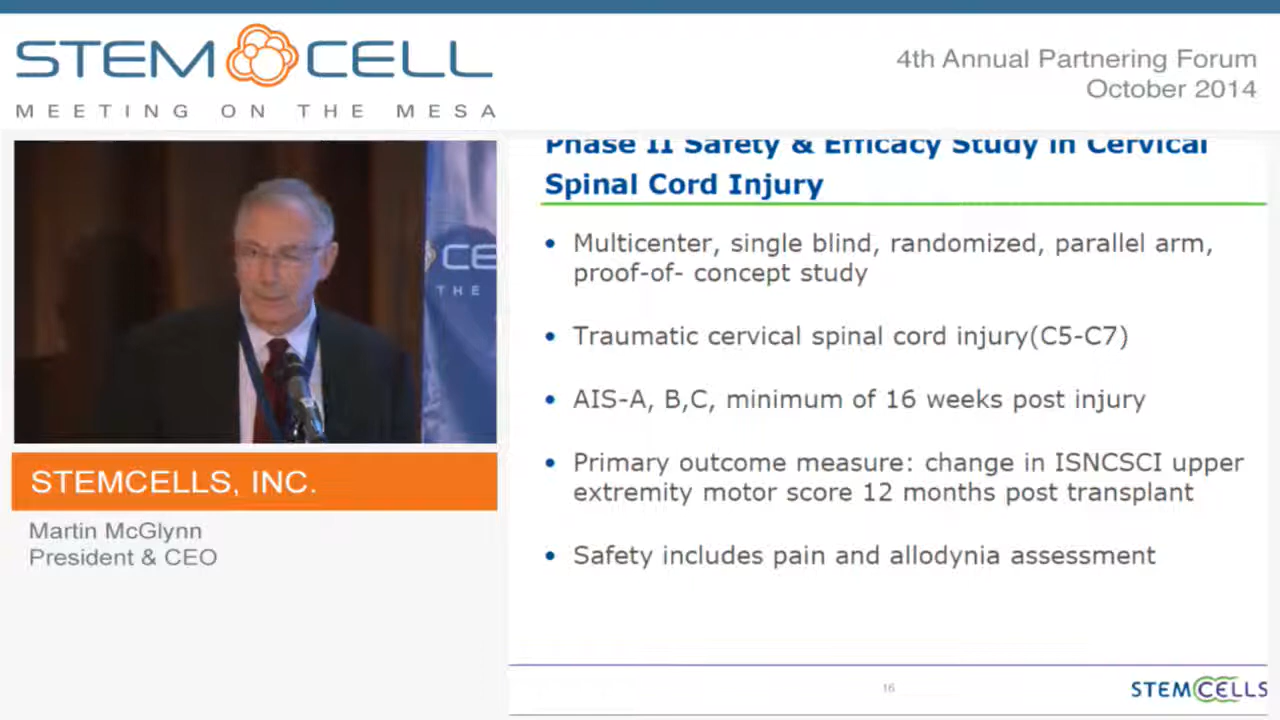 STEM CELL
MEETING ON THE MESA
4th Annual Partnering Forum
October 2014
CE
THE
STEMCELLS, INC.
Martin McGlynn
President & CEO
Phase II Safety & Efficacy Study in Cervical
Spinal Cord Injury
• Multicenter, single blind, randomized, parallel arm,
proof-of- concept study
• Traumatic cervical spinal cord injury(C5-C7)
• AIS-A, B,C, minimum of 16 weeks post injury
• Primary outcome measure: change in ISNCSCI upper
extremity motor score 12 months post transplant
• Safety includes pain and allodynia assessment
16
STEMCELLS